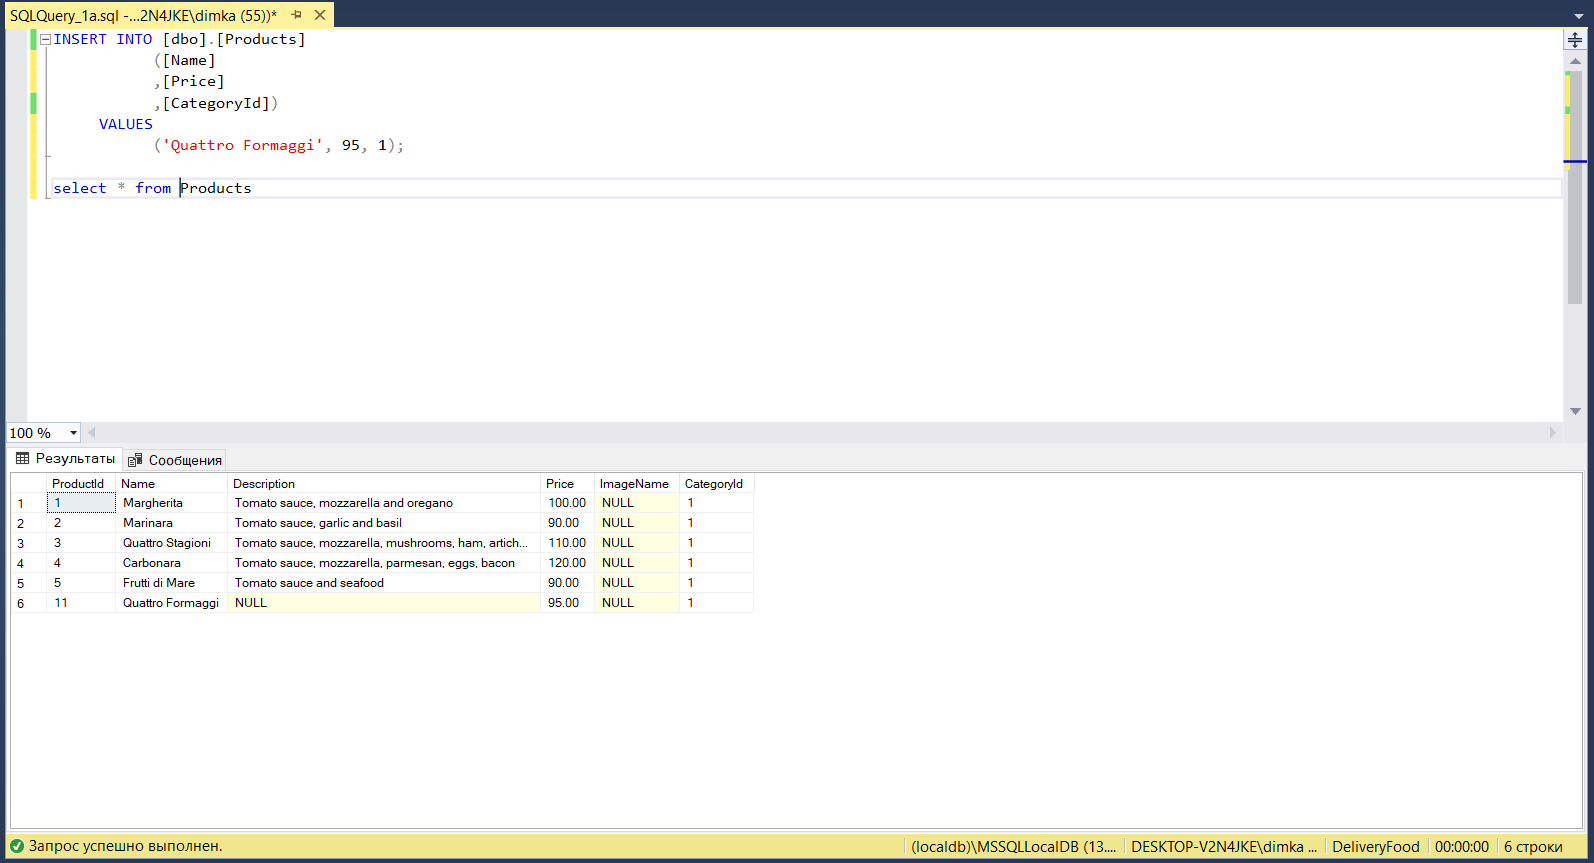 SQLQuery_1a.sql -...2N4JKE\dimka (55))*
INSERT INTO [dbo].[Products]
([Name]
,[Price]
,[CategoryId])
VALUES
('Quattro Formaggi', 95, 1);
select * from Products
100 %
Результаты Сообщения
ProductId Name Description Price ImageName CategoryId
1 1 Margherita Tomato sauce, mozzarella and oregano 100.00 NULL 1
2 2 Marinara Tomato sauce, garlic and basil 90.00 NULL 1
3 3 Quattro Stagioni Tomato sauce, mozzarella, mushrooms, ham, artich... 110.00 NULL 1
4 4 Carbonara Tomato sauce, mozzarella, parmesan, eggs, bacon 120.00 NULL 1
5 5 Frutti di Mare Tomato sauce and seafood 90.00 NULL 1
6 11 Quattro Formaggi NULL 95.00 NULL 1
Запрос успешно выполнен. (localdb)\MSSQLLocalDB (13.... DESKTOP-V2N4JKE\dimka ... DeliveryFood 00:00:00 6 строки